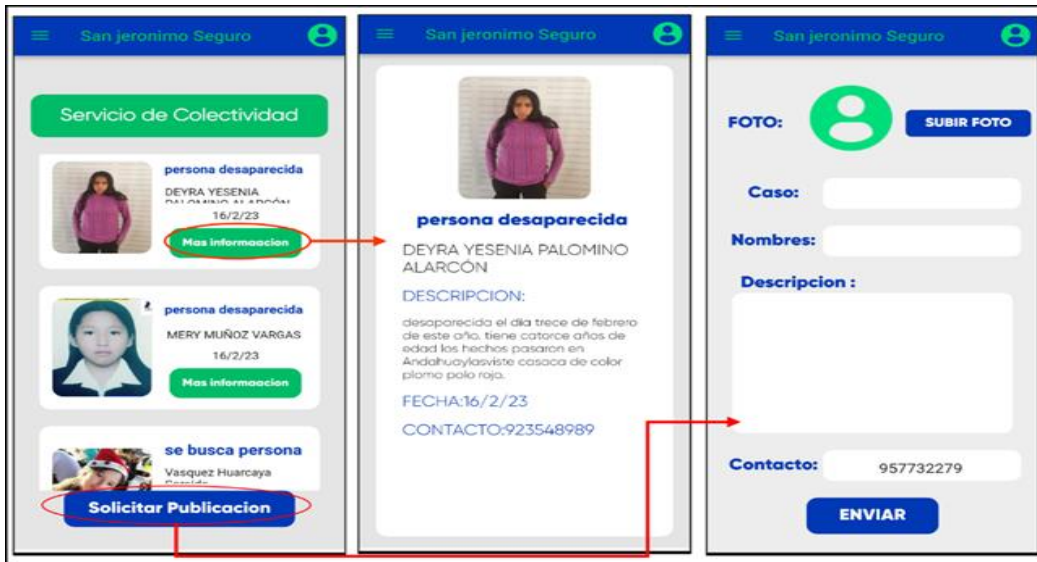 San jeronimo Seguro
Servicio de Colectividad
persona desaparecida
DEYRA YESENIA
PALOMINO ALARCÓN
16/2/23
Mas informaacion
persona desaparecida
MERY MUÑOZ VARGAS
16/2/23
Mas informaacion
se busca persona
Vasquez Huarcaya
Solicitar Publicacion
San jeronimo Seguro
persona desaparecida
DEYRA YESENIA PALOMINO
ALARCÓN
DESCRIPCION:
desaparecida el dia trece de febrero
de este año. tiene catorce años de
edad los hechos pasaron en
Andahuaylasviste casaca de color
plomo polo rojo.
FECHA:16/2/23
CONTACTO:923548989
San jeronimo Seguro
FOTO:
SUBIR FOTO
Caso:
Nombres:
Descripcion :
Contacto:
957732279
ENVIAR